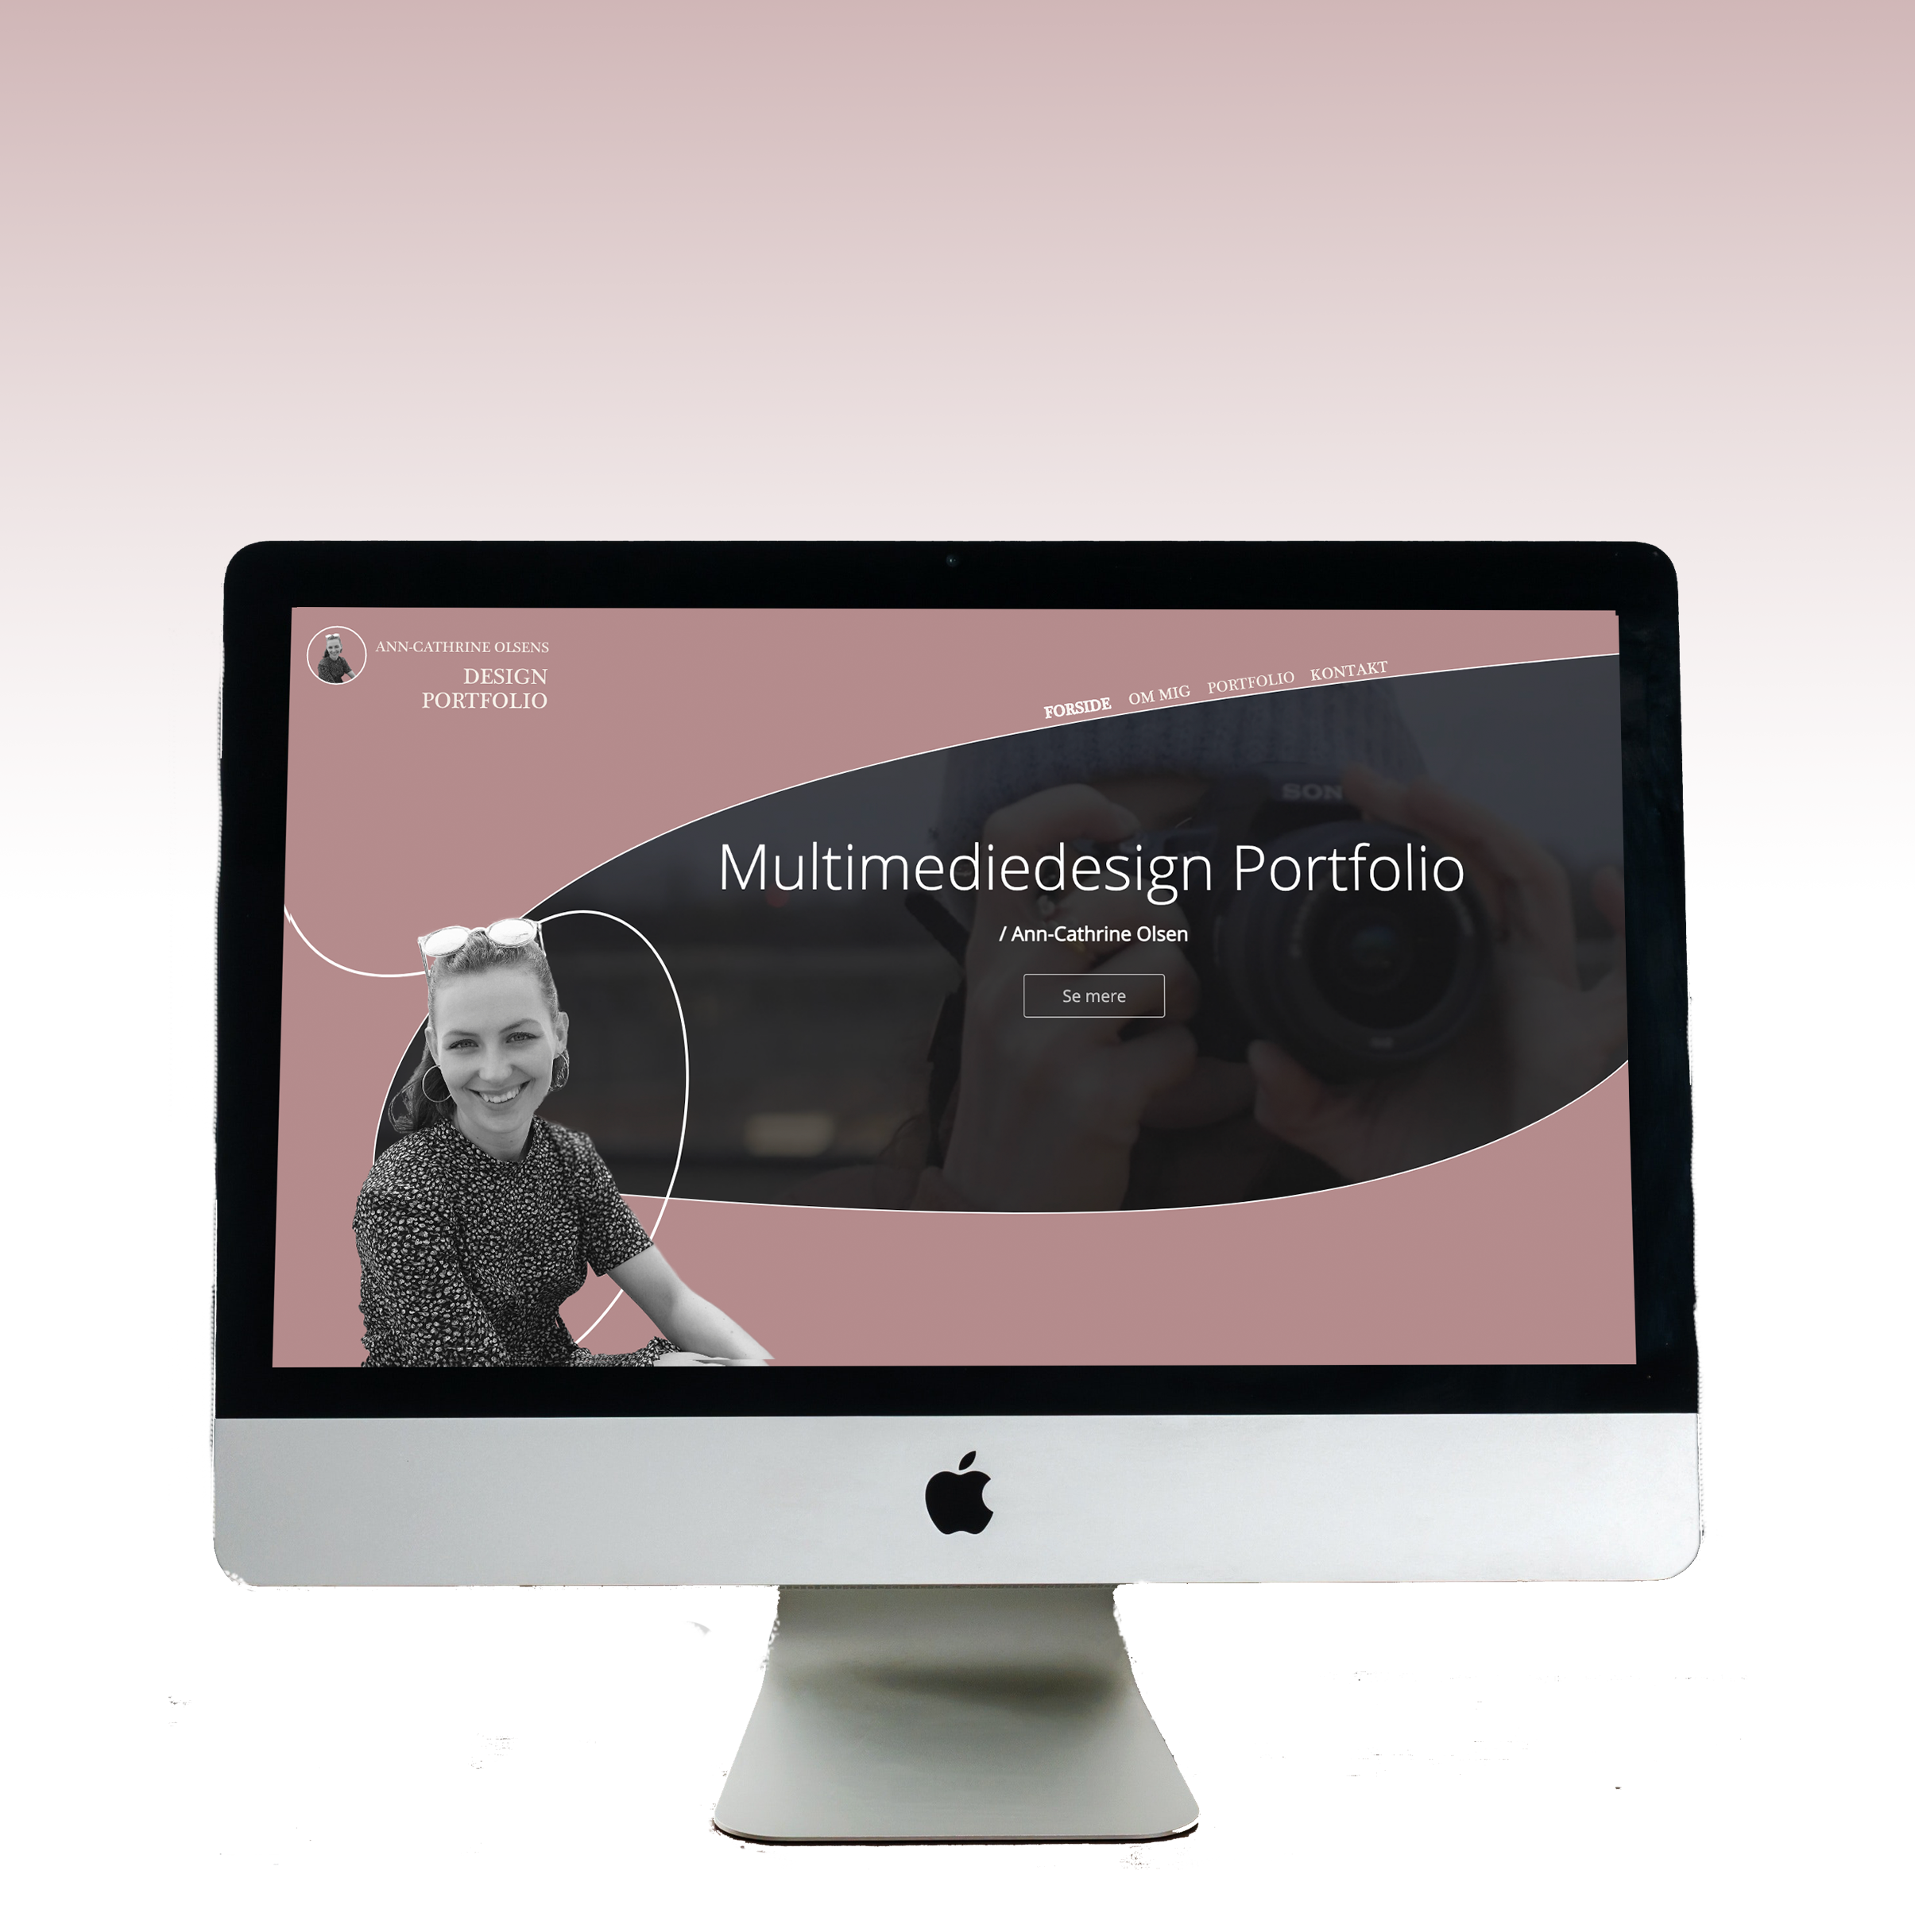 ANN-CATHRINE OLSENS
DESIGN
PORTFOLIO
FORSIDE OM MIG PORTFOLIO KONTAKT
SON
Multimediedesign Portfolio
/ Ann-Cathrine Olsen
Se mere